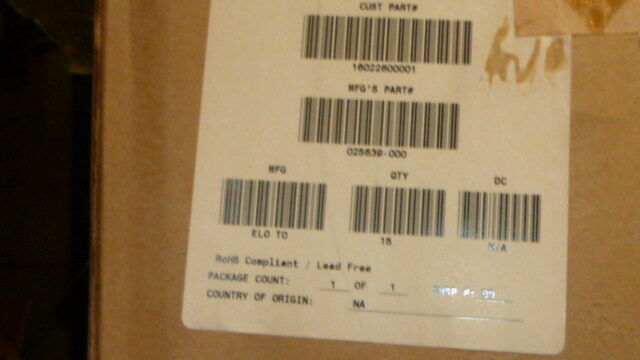 CUST PART#
16022600001
MFG'S PART#
025639-000
MFG QTY DC
ELO TO 15 N/A
RoHS Compliant / Lead Free
PACKAGE COUNT: 1 OF 1
COUNTRY OF ORIGIN: NA